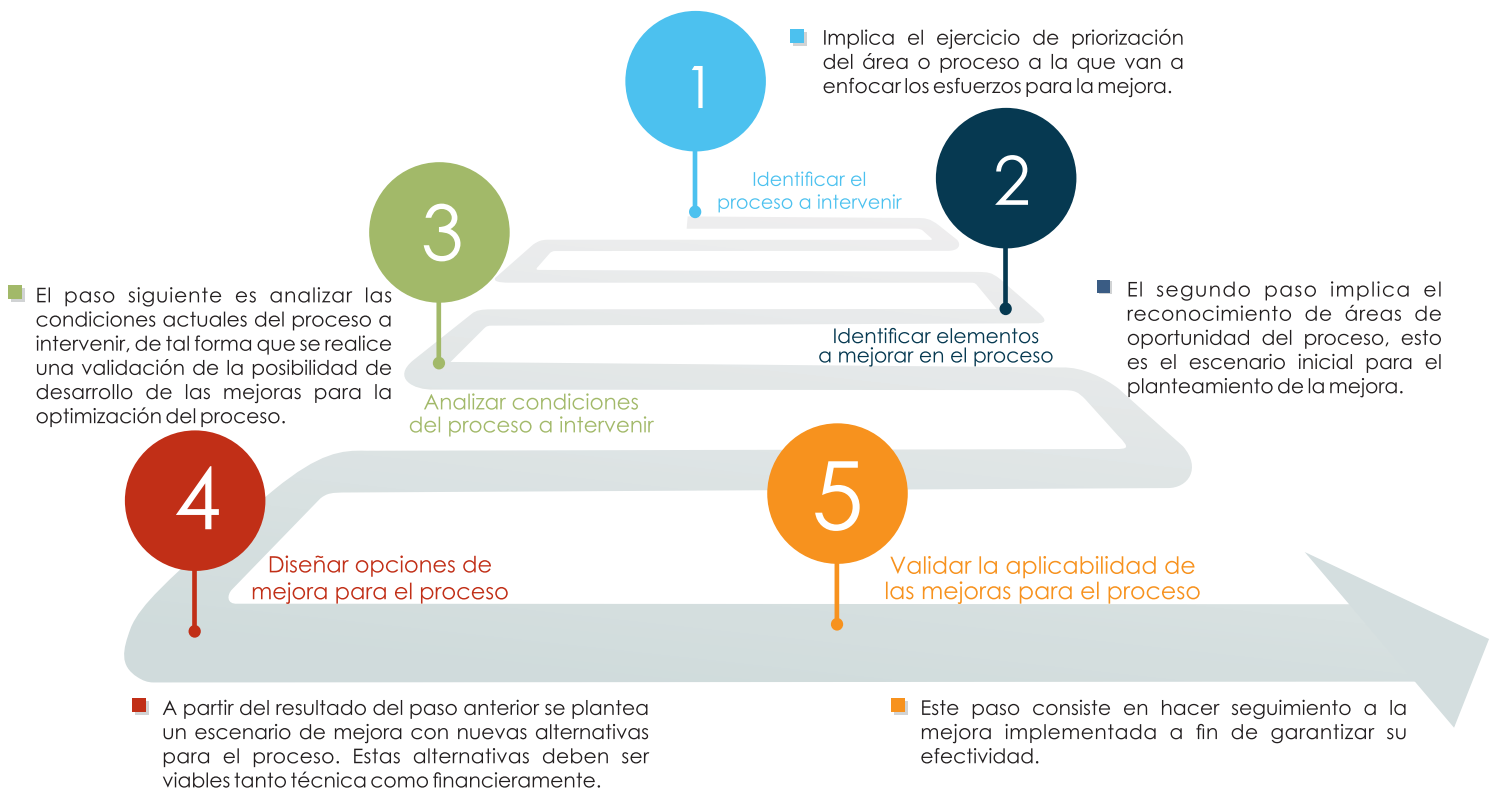 1
Implica el ejercicio de priorización
del área o proceso a la que van a
enfocar los esfuerzos para la mejora.
Identificar el
proceso a intervenir
2
Identificar elementos
a mejorar en el proceso
El segundo paso implica el
reconocimiento de áreas de
oportunidad del proceso, esto
es el escenario inicial para el
planteamiento de la mejora.
3
El paso siguiente es analizar las
condiciones actuales del proceso a
intervenir, de tal forma que se realice
una validación de la posibilidad de
desarrollo de las mejoras para la
optimización del proceso.
Analizar condiciones
del proceso a intervenir
4
Diseñar opciones de
mejora para el proceso
A partir del resultado del paso anterior se plantea
un escenario de mejora con nuevas alternativas
para el proceso. Estas alternativas deben ser
viables tanto técnica como financieramente.
5
Validar la aplicabilidad de
las mejoras para el proceso
Este paso consiste en hacer seguimiento a la
mejora implementada a fin de garantizar su
efectividad.